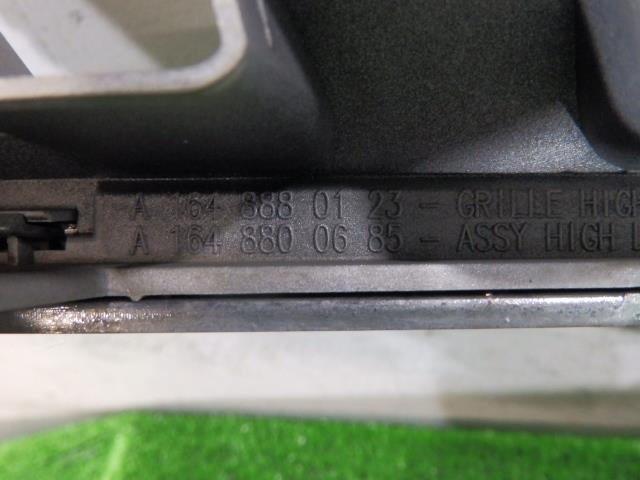 A 164 888 01 23 - GRILLE HIGH
A 164 880 06 85 - ASSY HIGH L